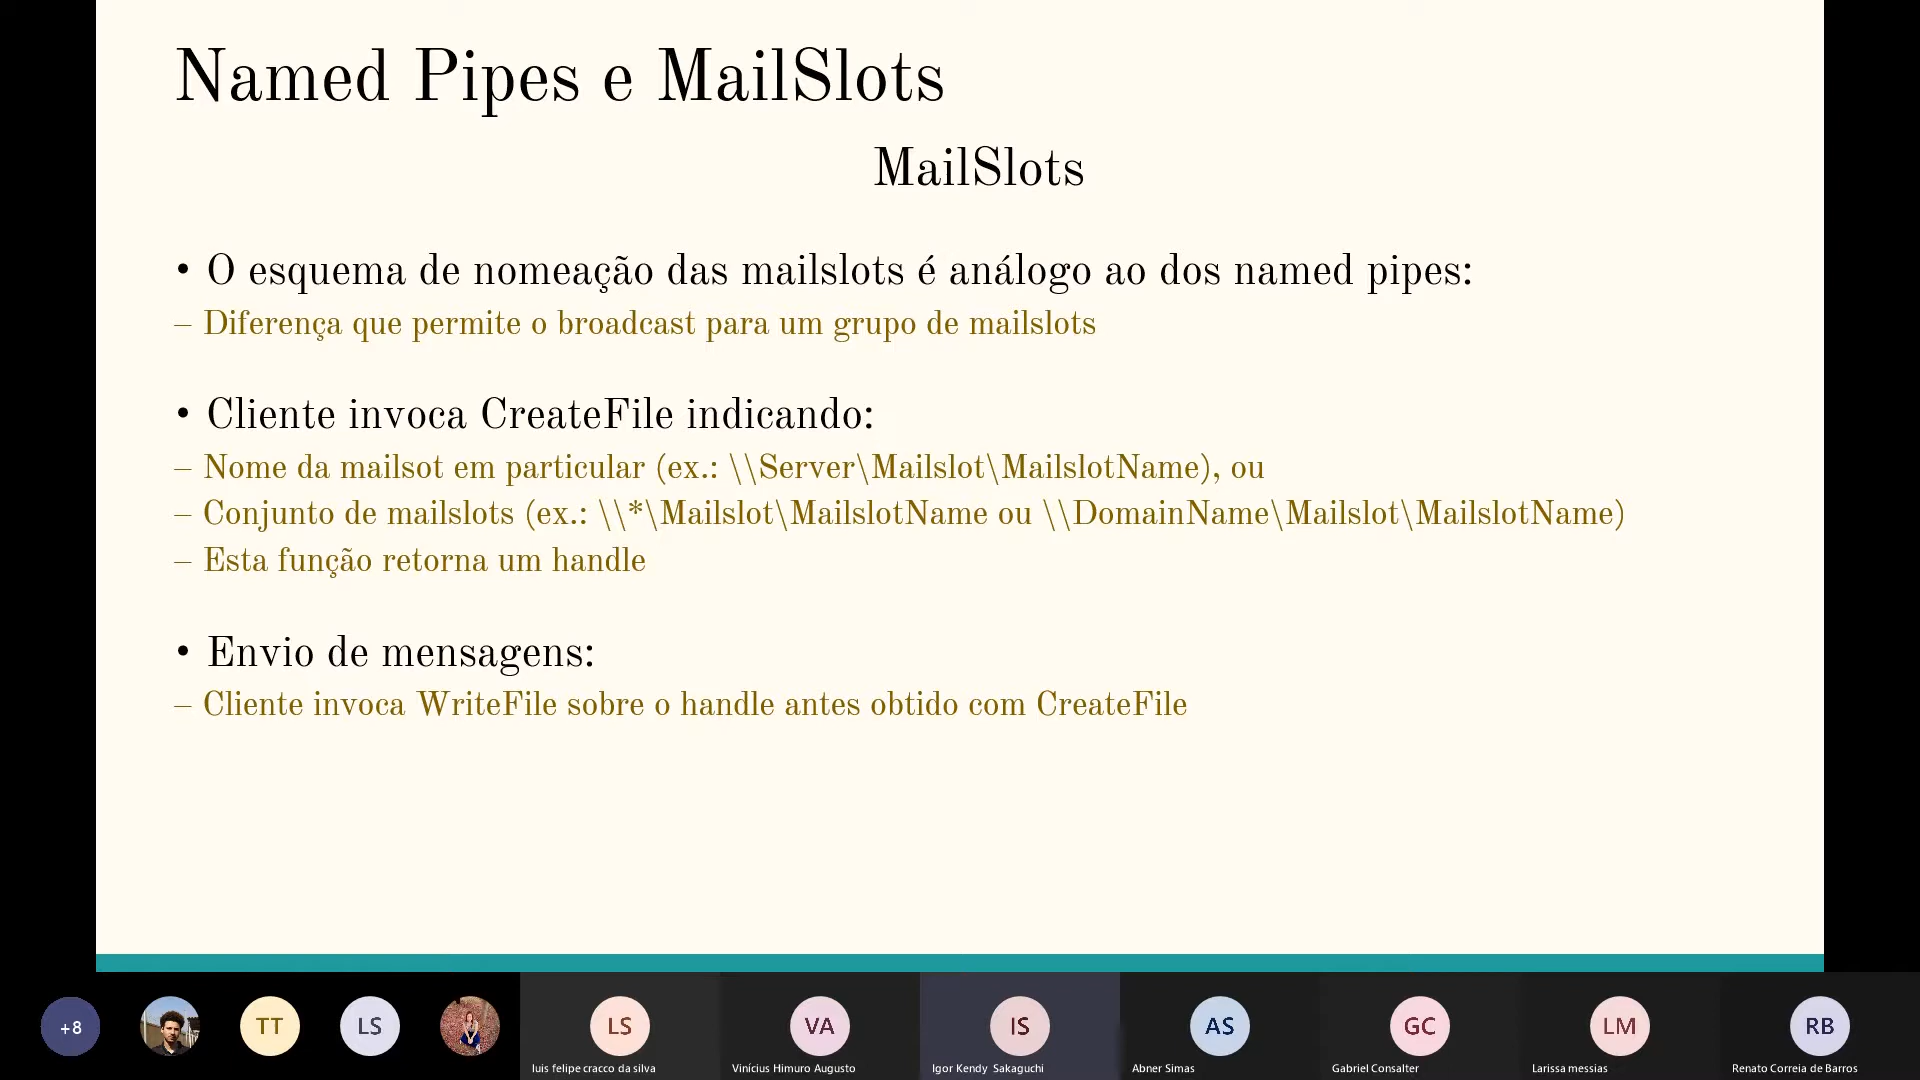 Named Pipes e MailSlots
MailSlots
• O esquema de nomeação das mailslots é análogo ao dos named pipes:
– Diferença que permite o broadcast para um grupo de mailslots
• Cliente invoca CreateFile indicando:
– Nome da mailsot em particular (ex.: \\Server\Mailslot\MailslotName), ou
– Conjunto de mailslots (ex.: \\*\Mailslot\MailslotName ou \\DomainName\Mailslot\MailslotName)
– Esta função retorna um handle
• Envio de mensagens:
– Cliente invoca WriteFile sobre o handle antes obtido com CreateFile
+8 TT LS LS VA IS AS GC LM RB
luis felipe cracco da silva Vinícius Himuro Augusto Igor Kendy Sakaguchi Abner Simas Gabriel Consalter Larissa messias Renato Correia de Barros